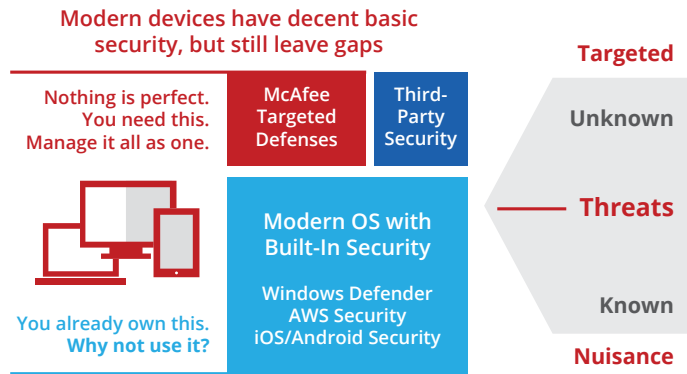 Modern devices have decent basic
security, but still leave gaps
Nothing is perfect.
You need this.
Manage it all as one.
McAfee
Targeted
Defenses
Third-
Party
Security
Modern OS with
Built-In Security
Windows Defender
AWS Security
iOS/Android Security
You already own this.
Why not use it?
Targeted
Unknown
Threats
Known
Nuisance